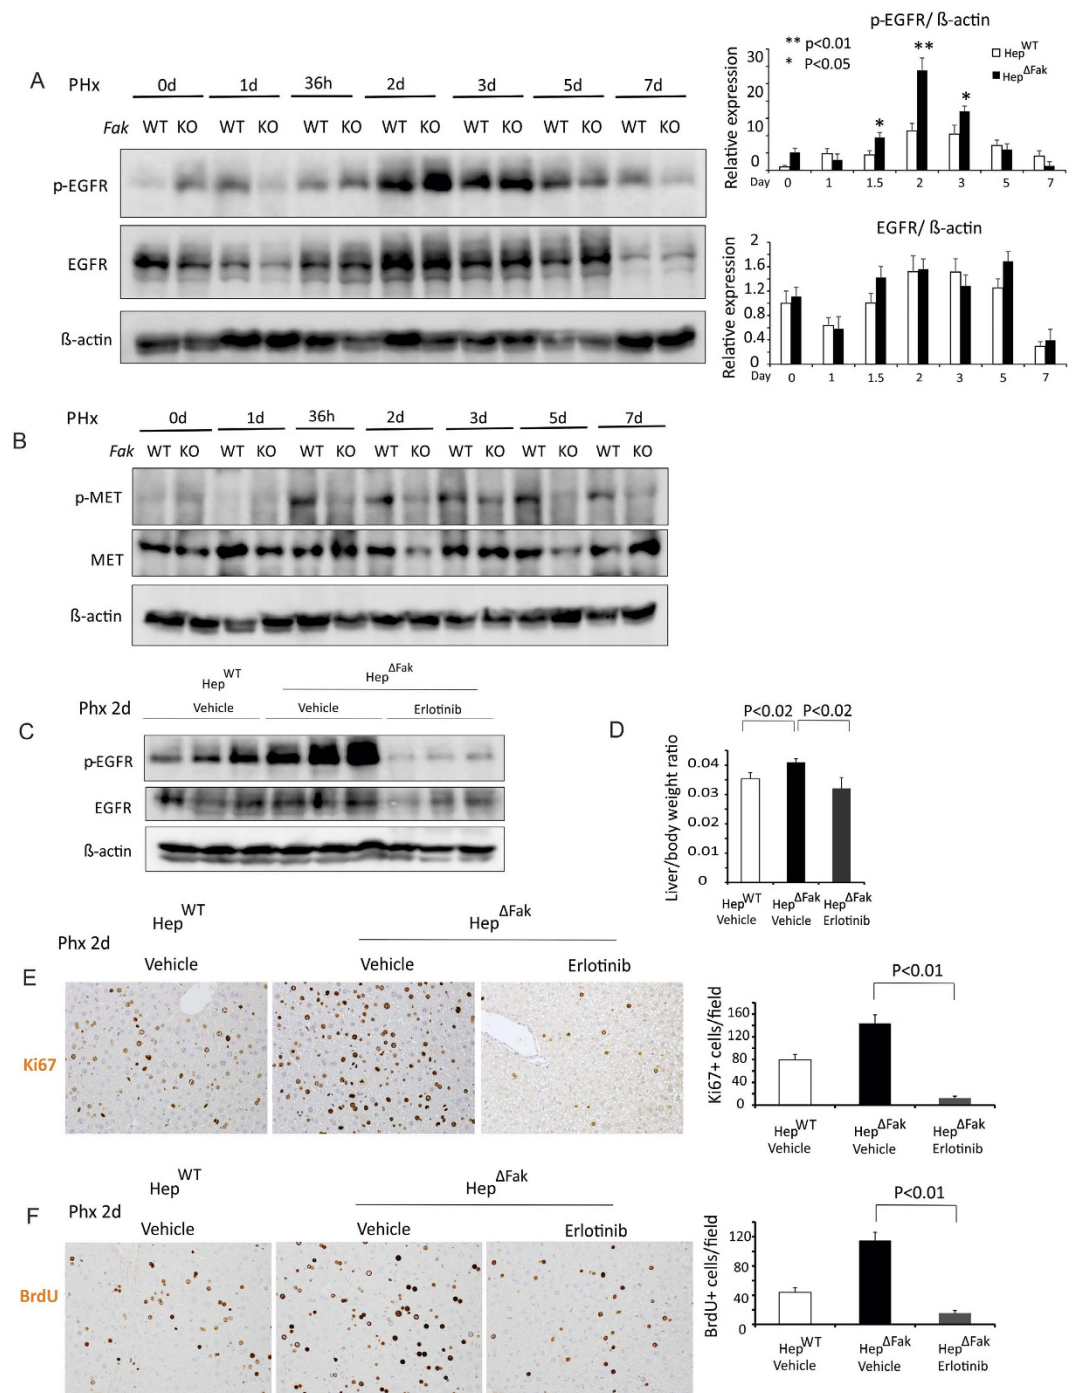 A
PHx 0d 1d 36h 2d 3d 5d 7d
Fak WT KO WT KO WT KO WT KO WT KO WT KO WT KO
p-EGFR
EGFR
ß-actin
p-EGFR/ ß-actin
** p<0.01
* P<0.05
Hep^WT
Hep^ΔFak
Relative expression
30
20
10
0
* ** *
Day 0 1 1.5 2 3 5 7
EGFR/ ß-actin
Relative expression
2
1.6
1.2
0.8
0.4
0
Day 0 1 1.5 2 3 5 7
B
PHx 0d 1d 36h 2d 3d 5d 7d
Fak WT KO WT KO WT KO WT KO WT KO WT KO WT KO
p-MET
MET
ß-actin
C
Hep^WT Hep^ΔFak
Phx 2d Vehicle Vehicle Erlotinib
p-EGFR
EGFR
ß-actin
D
P<0.02 P<0.02
Liver/body weight ratio
0.04
0.03
0.02
0.01
0
Hep^WT Hep^ΔFak Hep^ΔFak
Vehicle Vehicle Erlotinib
E
Hep^WT Hep^ΔFak
Phx 2d
Vehicle Vehicle Erlotinib
Ki67
P<0.01
Ki67+ cells/field
160
120
80
40
0
Hep^WT Hep^ΔFak Hep^ΔFak
Vehicle Vehicle Erlotinib
F
Hep^WT Hep^ΔFak
Phx 2d
Vehicle Vehicle Erlotinib
BrdU
P<0.01
BrdU+ cells/field
120
80
40
0
Hep^WT Hep^ΔFak Hep^ΔFak
Vehicle Vehicle Erlotinib